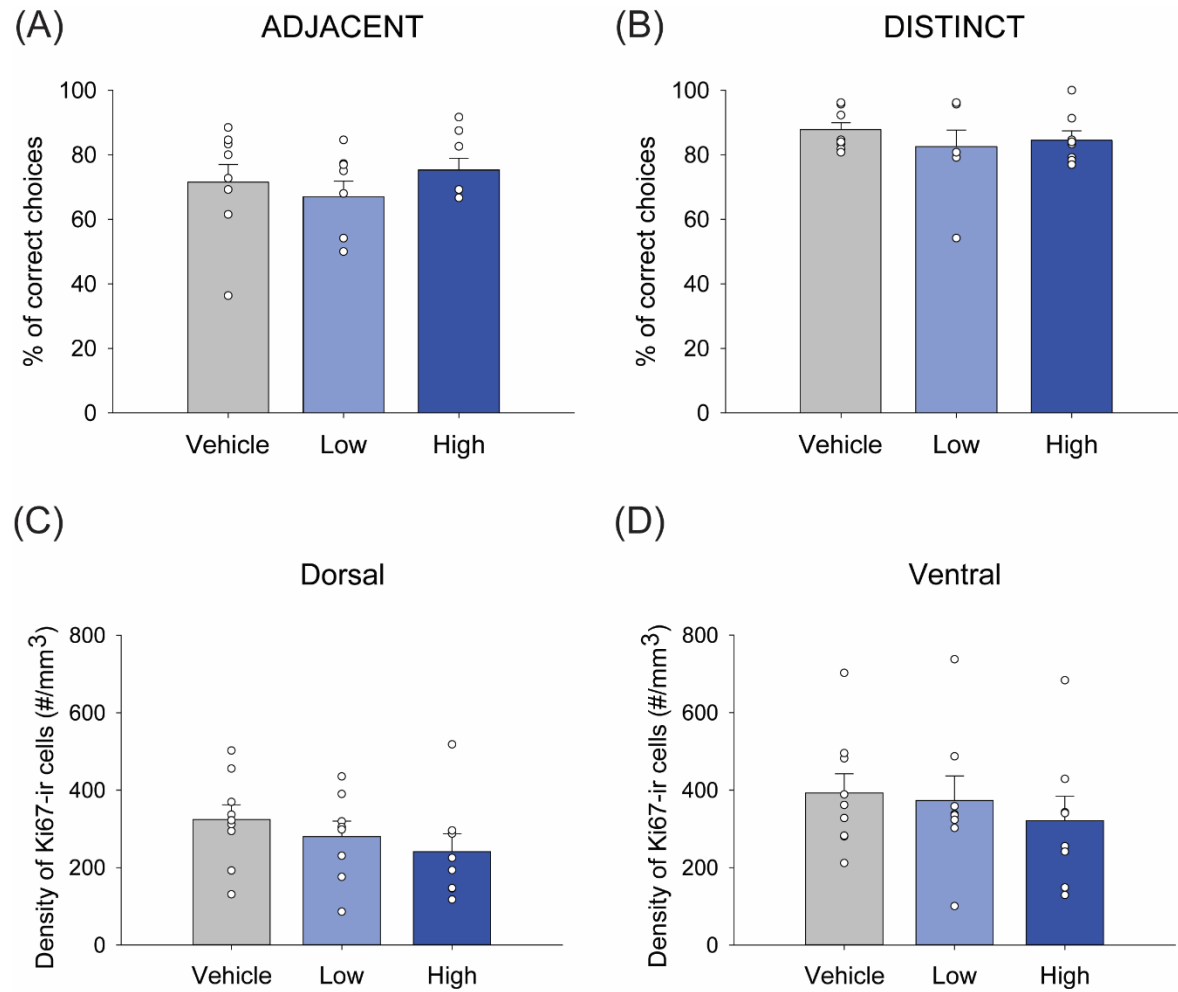 (A) ADJACENT
% of correct choices
100
80
60
40
20
0
Vehicle Low High
(B) DISTINCT
% of correct choices
100
80
60
40
20
0
Vehicle Low High
(C)
Dorsal
Density of Ki67-ir cells (#/mm³)
800
600
400
200
0
Vehicle Low High
(D)
Ventral
Density of Ki67-ir cells (#/mm³)
800
600
400
200
0
Vehicle Low High